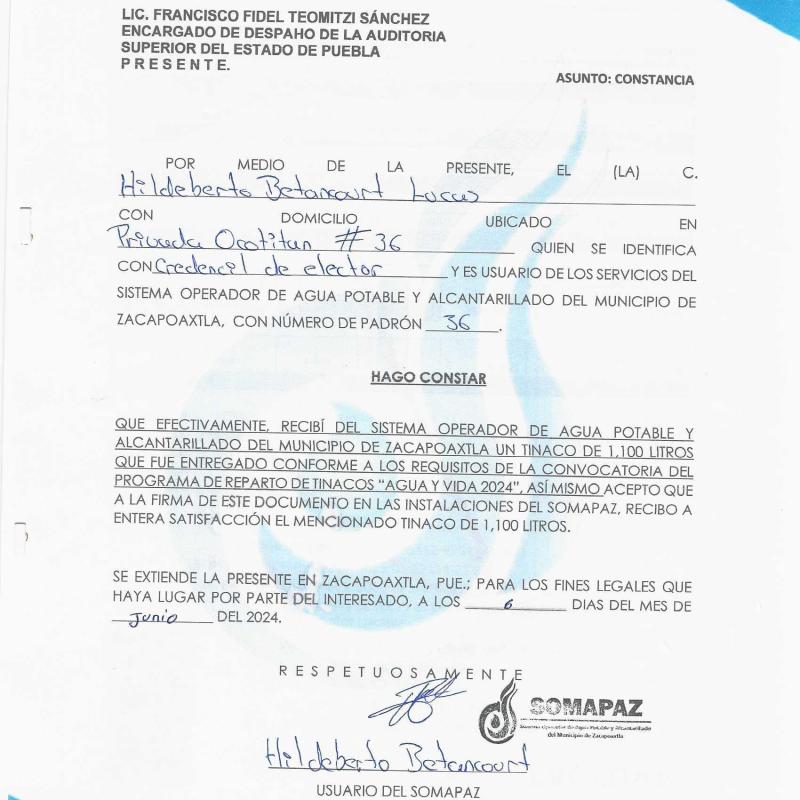 LIC. FRANCISCO FIDEL TEOMITZI SÁNCHEZ
ENCARGADO DE DESPAHO DE LA AUDITORIA
SUPERIOR DEL ESTADO DE PUEBLA
P R E S E N T E.
ASUNTO: CONSTANCIA
POR MEDIO DE LA PRESENTE, EL (LA) C.
Hildeberto Betancourt Lucas
CON DOMICILIO UBICADO EN
Privada Ocotitan # 36 QUIEN SE IDENTIFICA
CON Credencil de elector Y ES USUARIO DE LOS SERVICIOS DEL
SISTEMA OPERADOR DE AGUA POTABLE Y ALCANTARILLADO DEL MUNICIPIO DE
ZACAPOAXTLA, CON NÚMERO DE PADRÓN 36.
HAGO CONSTAR
QUE EFECTIVAMENTE, RECIBÍ DEL SISTEMA OPERADOR DE AGUA POTABLE Y
ALCANTARILLADO DEL MUNICIPIO DE ZACAPOAXTLA UN TINACO DE 1,100 LITROS
QUE FUE ENTREGADO CONFORME A LOS REQUISITOS DE LA CONVOCATORIA DEL
PROGRAMA DE REPARTO DE TINACOS “AGUA Y VIDA 2024”, ASÍ MISMO ACEPTO QUE
A LA FIRMA DE ESTE DOCUMENTO EN LAS INSTALACIONES DEL SOMAPAZ, RECIBO A
ENTERA SATISFACCIÓN EL MENCIONADO TINACO DE 1,100 LITROS.
SE EXTIENDE LA PRESENTE EN ZACAPOAXTLA, PUE.; PARA LOS FINES LEGALES QUE
HAYA LUGAR POR PARTE DEL INTERESADO, A LOS 6 DIAS DEL MES DE
Junio DEL 2024.
R E S P E T U O S A M E N T E
SOMAPAZ
Sistema Operador de Agua Potable y Alcantarillado
del Municipio de Zacapoaxtla
Hildeberto Betancourt
USUARIO DEL SOMAPAZ